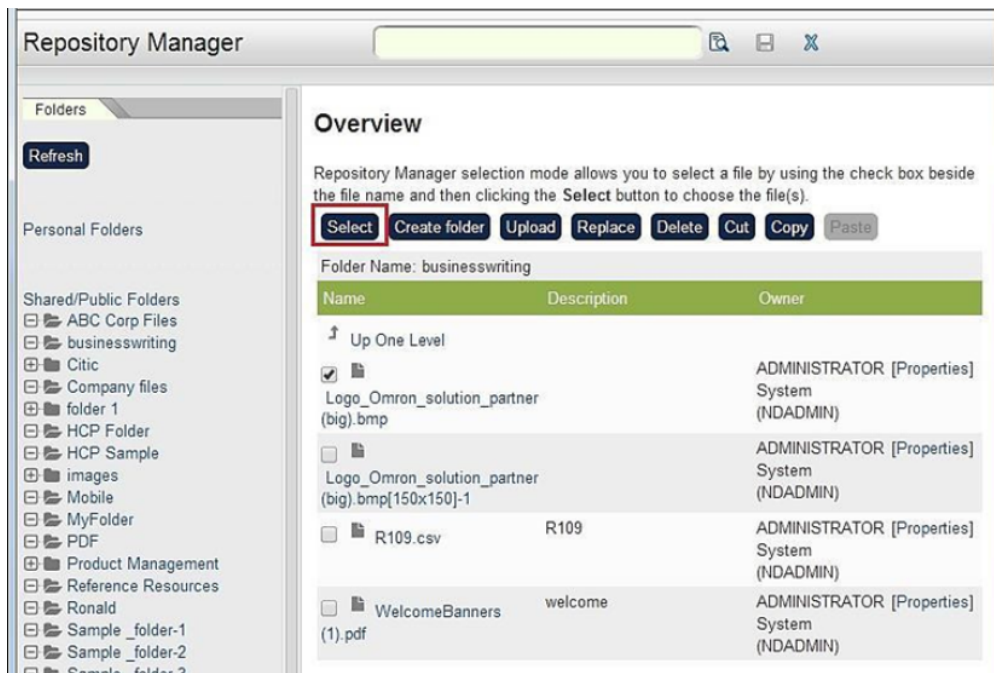 Repository Manager
Folders
Refresh
Personal Folders
Shared/Public Folders
ABC Corp Files
businesswriting
Citic
Company files
folder 1
HCP Folder
HCP Sample
images
Mobile
MyFolder
PDF
Product Management
Reference Resources
Ronald
Sample _folder-1
Sample _folder-2
Sample _folder-3
Overview
Repository Manager selection mode allows you to select a file by using the check box beside
the file name and then clicking the Select button to choose the file(s).
Select Create folder Upload Replace Delete Cut Copy Paste
Folder Name: businesswriting
Name Description Owner
Up One Level
Logo_Omron_solution_partner
(big).bmp
ADMINISTRATOR [Properties]
System
(NDADMIN)
Logo_Omron_solution_partner
(big).bmp[150x150]-1
ADMINISTRATOR [Properties]
System
(NDADMIN)
R109.csv
R109
ADMINISTRATOR [Properties]
System
(NDADMIN)
WelcomeBanners
(1).pdf
welcome
ADMINISTRATOR [Properties]
System
(NDADMIN)